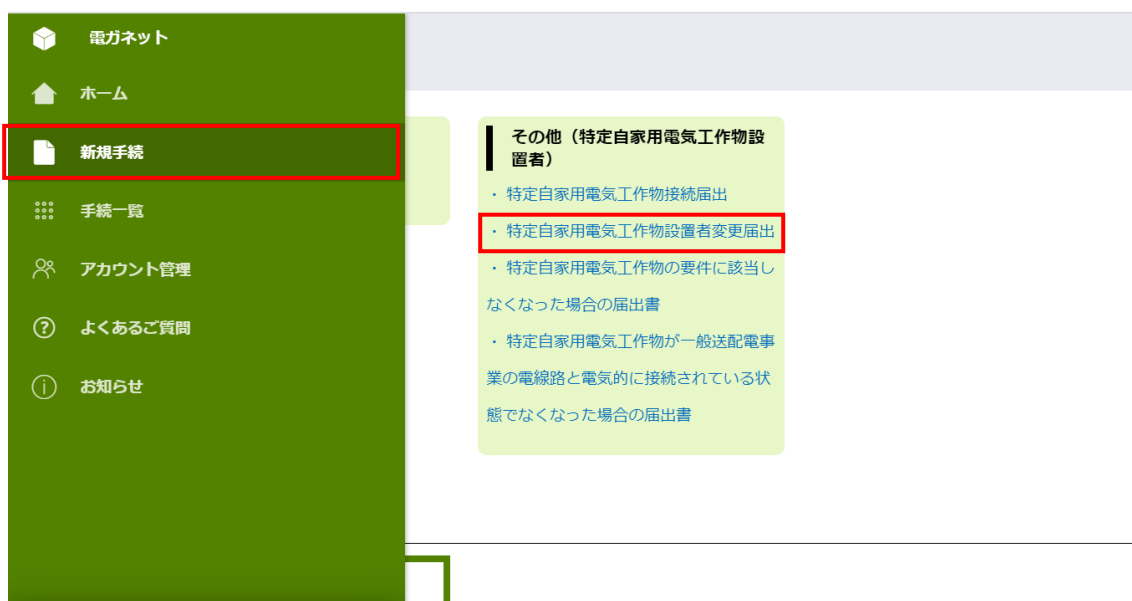 電ガネット
ホーム
新規手続
手続一覧
アカウント管理
よくあるご質問
お知らせ
その他（特定自家用電気工作物設
置者）
・ 特定自家用電気工作物接続届出
・ 特定自家用電気工作物設置者変更届出
・ 特定自家用電気工作物の要件に該当し
なくなった場合の届出書
・ 特定自家用電気工作物が一般送配電事
業の電線路と電気的に接続されている状
態でなくなった場合の届出書